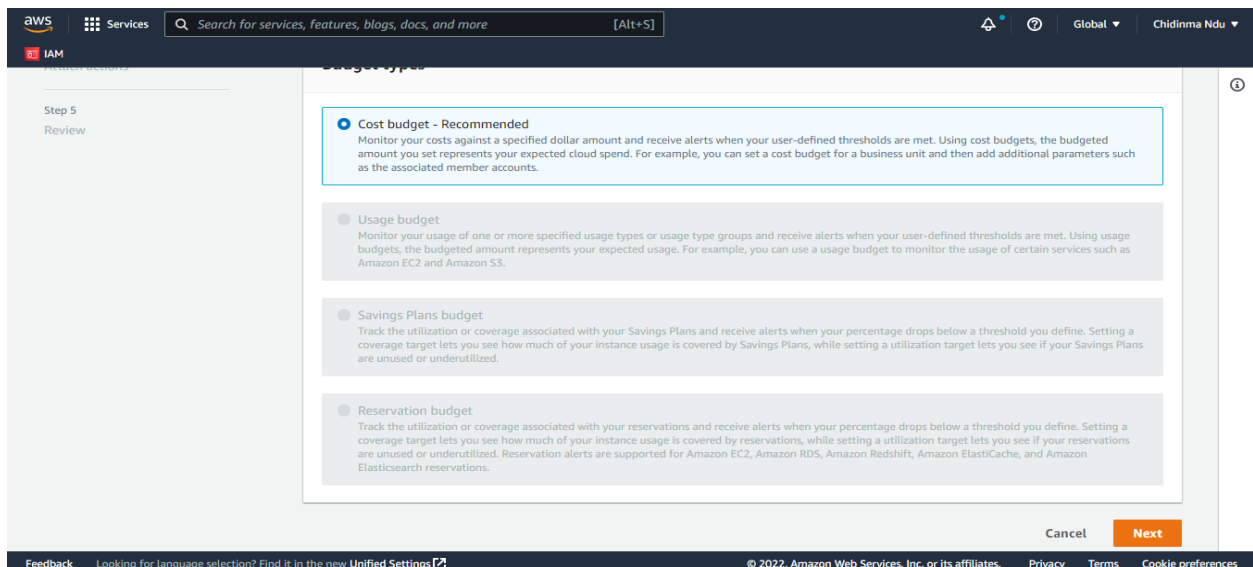 aws
Services
Search for services, features, blogs, docs, and more
[Alt+S]
Global ▼
Chidinma Ndu ▼
IAM
Attach actions
Budget types
Step 5
Review
Cost budget - Recommended
Monitor your costs against a specified dollar amount and receive alerts when your user-defined thresholds are met. Using cost budgets, the budgeted
amount you set represents your expected cloud spend. For example, you can set a cost budget for a business unit and then add additional parameters such
as the associated member accounts.
Usage budget
Monitor your usage of one or more specified usage types or usage type groups and receive alerts when your user-defined thresholds are met. Using usage
budgets, the budgeted amount represents your expected usage. For example, you can use a usage budget to monitor the usage of certain services such as
Amazon EC2 and Amazon S3.
Savings Plans budget
Track the utilization or coverage associated with your Savings Plans and receive alerts when your percentage drops below a threshold you define. Setting a
coverage target lets you see how much of your instance usage is covered by Savings Plans, while setting a utilization target lets you see if your Savings Plans
are unused or underutilized.
Reservation budget
Track the utilization or coverage associated with your reservations and receive alerts when your percentage drops below a threshold you define. Setting a
coverage target lets you see how much of your instance usage is covered by reservations, while setting a utilization target lets you see if your reservations
are unused or underutilized. Reservation alerts are supported for Amazon EC2, Amazon RDS, Amazon Redshift, Amazon ElastiCache, and Amazon
Elasticsearch reservations.
Cancel
Next
Feedback
Looking for language selection? Find it in the new Unified Settings
© 2022, Amazon Web Services, Inc. or its affiliates.
Privacy
Terms
Cookie preferences